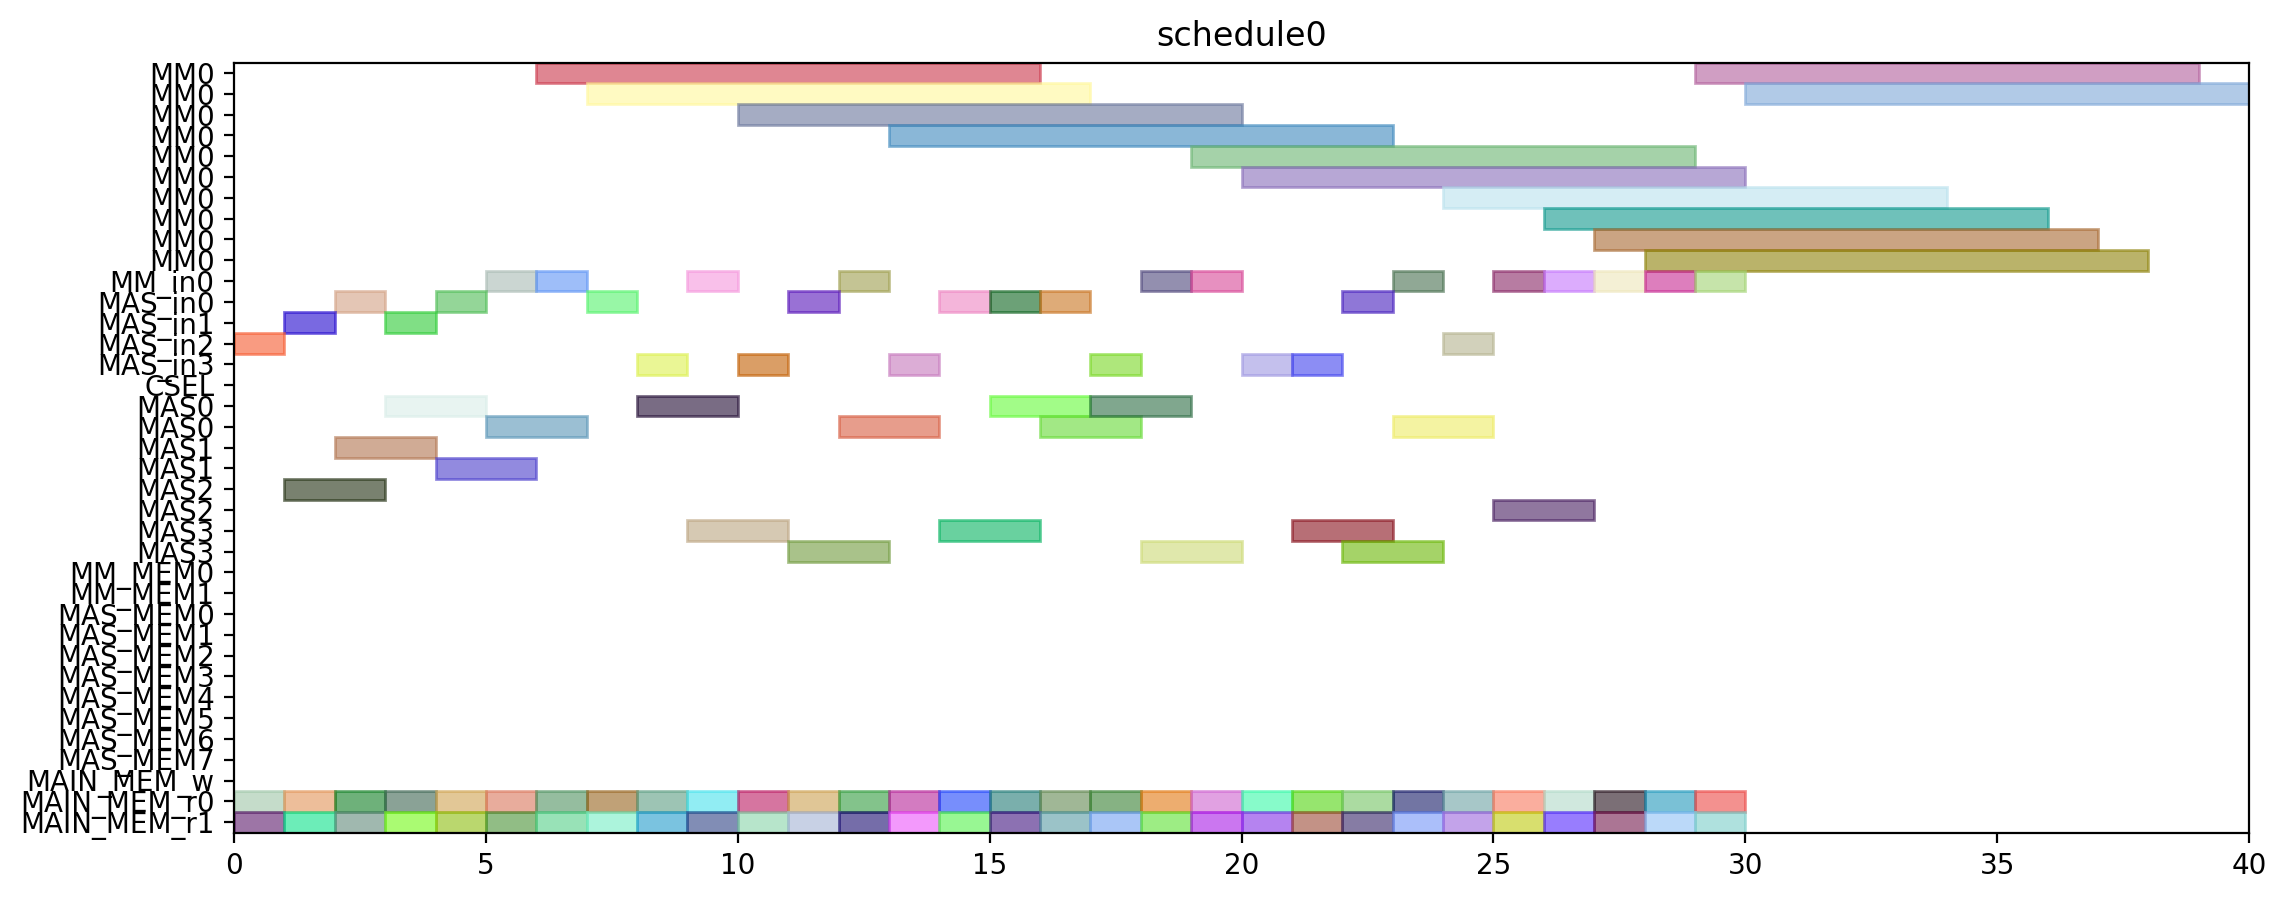 schedule0
MM0
MM0
MM0
MM0
MM0
MM0
MM0
MM0
MM0
MM0
MM_in0
MAS_in0
MAS_in1
MAS_in2
MAS_in3
CSEL
MAS0
MAS0
MAS1
MAS1
MAS2
MAS2
MAS3
MAS3
MM_MEM0
MM_MEM1
MAS_MEM0
MAS_MEM1
MAS_MEM2
MAS_MEM3
MAS_MEM4
MAS_MEM5
MAS_MEM6
MAS_MEM7
MAIN_MEM_w
MAIN_MEM_r0
MAIN_MEM_r1
0 5 10 15 20 25 30 35 40